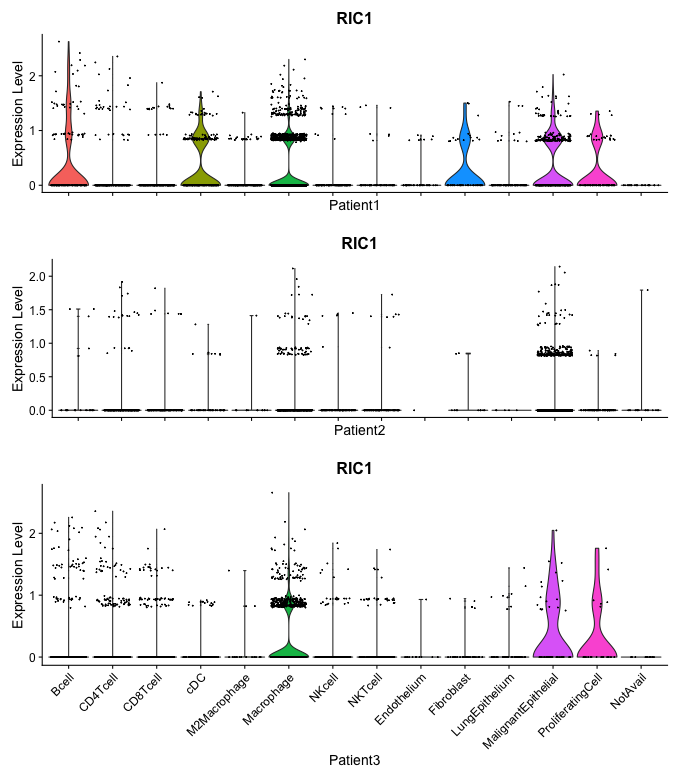 RIC1
Expression Level
2
1
0
Patient1
RIC1
Expression Level
2.0
1.5
1.0
0.5
0.0
Patient2
RIC1
Expression Level
2
1
0
Bcell
CD4Tcell
CD8Tcell
cDC
M2Macrophage
Macrophage
NKcell
NKTcell
Endothelium
Fibroblast
LungEpithelium
MalignantEpithelial
ProliferatingCell
NotAvail
Patient3